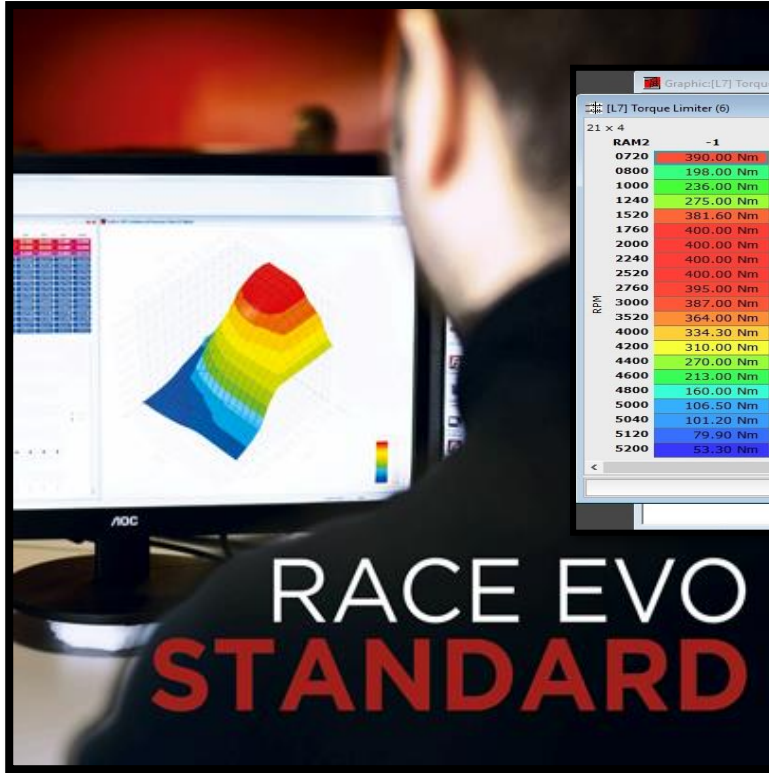 Graphic:[L7] Torqu
[L7] Torque Limiter (6)
21 x 4
RAM2 -1
0720 390.00 Nm
0800 198.00 Nm
1000 236.00 Nm
1240 275.00 Nm
1520 381.60 Nm
1760 400.00 Nm
2000 400.00 Nm
2240 400.00 Nm
2520 400.00 Nm
2760 395.00 Nm
3000 387.00 Nm
3520 364.00 Nm
4000 334.30 Nm
4200 310.00 Nm
4400 270.00 Nm
4600 213.00 Nm
4800 160.00 Nm
5000 106.50 Nm
5040 101.20 Nm
5120 79.90 Nm
5200 53.30 Nm
RPM
<
AOC
RACE EVO
STANDARD